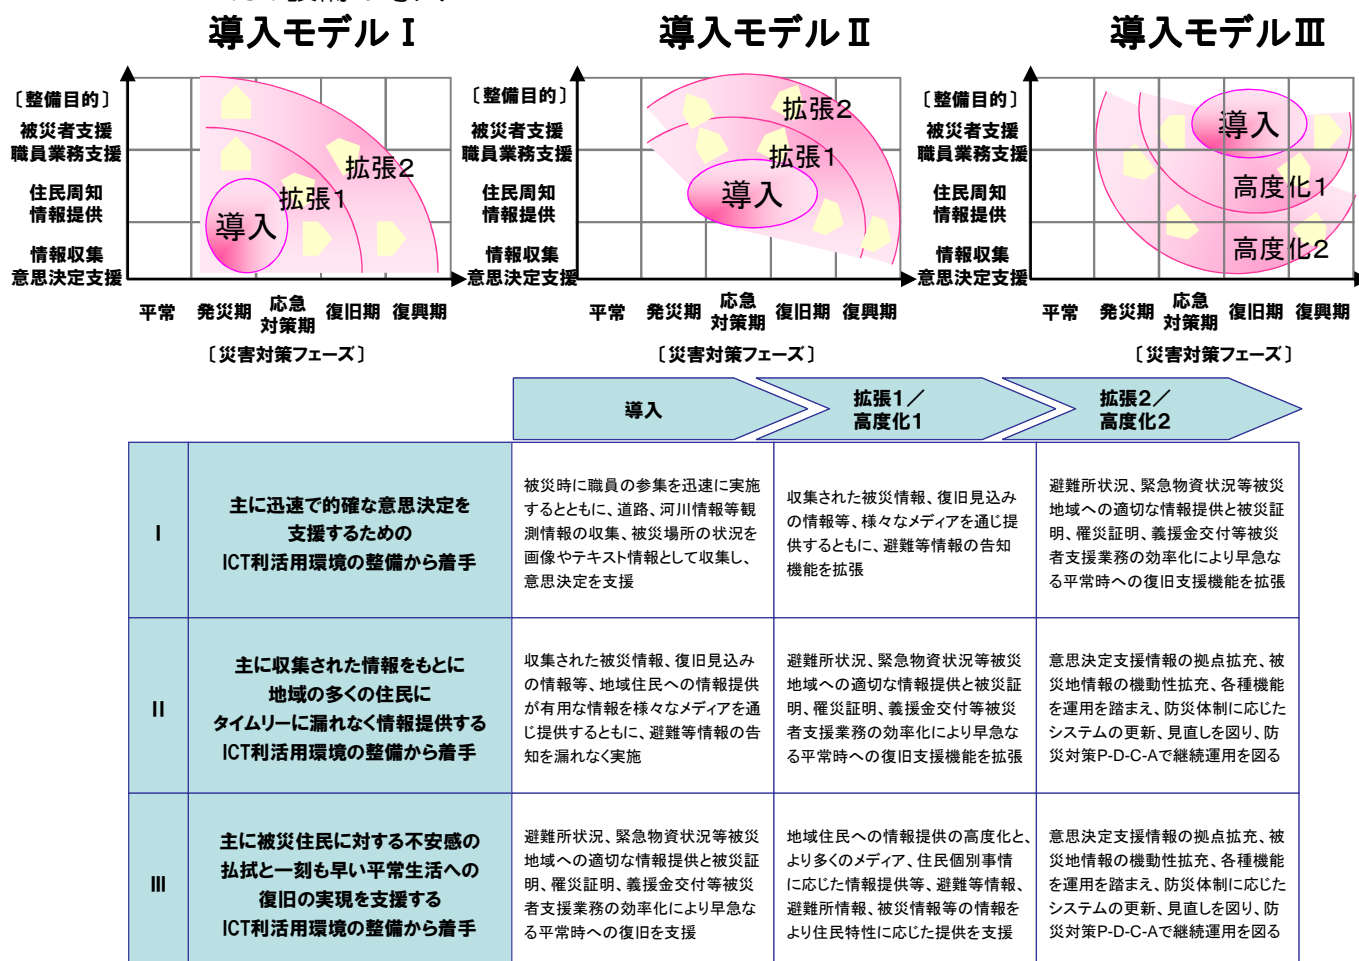 導入モデルⅠ
導入モデルⅡ
導入モデルⅢ
〔整備目的〕
被災者支援
職員業務支援
住民周知
情報提供
情報収集
意思決定支援
導入
拡張1
拡張2
平常
発災期
応急
対策期
復旧期
復興期
〔災害対策フェーズ〕
〔整備目的〕
被災者支援
職員業務支援
住民周知
情報提供
情報収集
意思決定支援
導入
拡張1
拡張2
平常
発災期
応急
対策期
復旧期
復興期
〔災害対策フェーズ〕
〔整備目的〕
被災者支援
職員業務支援
住民周知
情報提供
情報収集
意思決定支援
導入
高度化1
高度化2
平常
発災期
応急
対策期
復旧期
復興期
〔災害対策フェーズ〕
導入
拡張1／
高度化1
拡張2／
高度化2
Ⅰ
主に迅速で的確な意思決定を
支援するための
ICT利活用環境の整備から着手
被災時に職員の参集を迅速に実施
するとともに、道路、河川情報等観
測情報の収集、被災場所の状況を
画像やテキスト情報として収集し、
意思決定を支援
収集された被災情報、復旧見込み
の情報等、様々なメディアを通じ提
供するともに、避難等情報の告知
機能を拡張
避難所状況、緊急物資状況等被災
地域への適切な情報提供と被災証
明、罹災証明、義援金交付等被災
者支援業務の効率化により早急な
る平常時への復旧支援機能を拡張
Ⅱ
主に収集された情報をもとに
地域の多くの住民に
タイムリーに漏れなく情報提供する
ICT利活用環境の整備から着手
収集された被災情報、復旧見込み
の情報等、地域住民への情報提供
が有用な情報を様々なメディアを通
じ提供するともに、避難等情報の告
知を漏れなく実施
避難所状況、緊急物資状況等被災
地域への適切な情報提供と被災証
明、罹災証明、義援金交付等被災
者支援業務の効率化により早急な
る平常時への復旧支援機能を拡張
意思決定支援情報の拠点拡充、被
災地情報の機動性拡充、各種機能
を運用を踏まえ、防災体制に応じた
システムの更新、見直しを図り、防
災対策P-D-C-Aで継続運用を図る
Ⅲ
主に被災住民に対する不安感の
払拭と一刻も早い平常生活への
復旧の実現を支援する
ICT利活用環境の整備から着手
避難所状況、緊急物資状況等被災
地域への適切な情報提供と被災証
明、罹災証明、義援金交付等被災
者支援業務の効率化により早急な
る平常時への復旧を支援
地域住民への情報提供の高度化と、
より多くのメディア、住民個別事情
に応じた情報提供等、避難等情報、
避難所情報、被災情報等の情報を
より住民特性に応じた提供を支援
意思決定支援情報の拠点拡充、被
災地情報の機動性拡充、各種機能
を運用を踏まえ、防災体制に応じた
システムの更新、見直しを図り、防
災対策P-D-C-Aで継続運用を図る